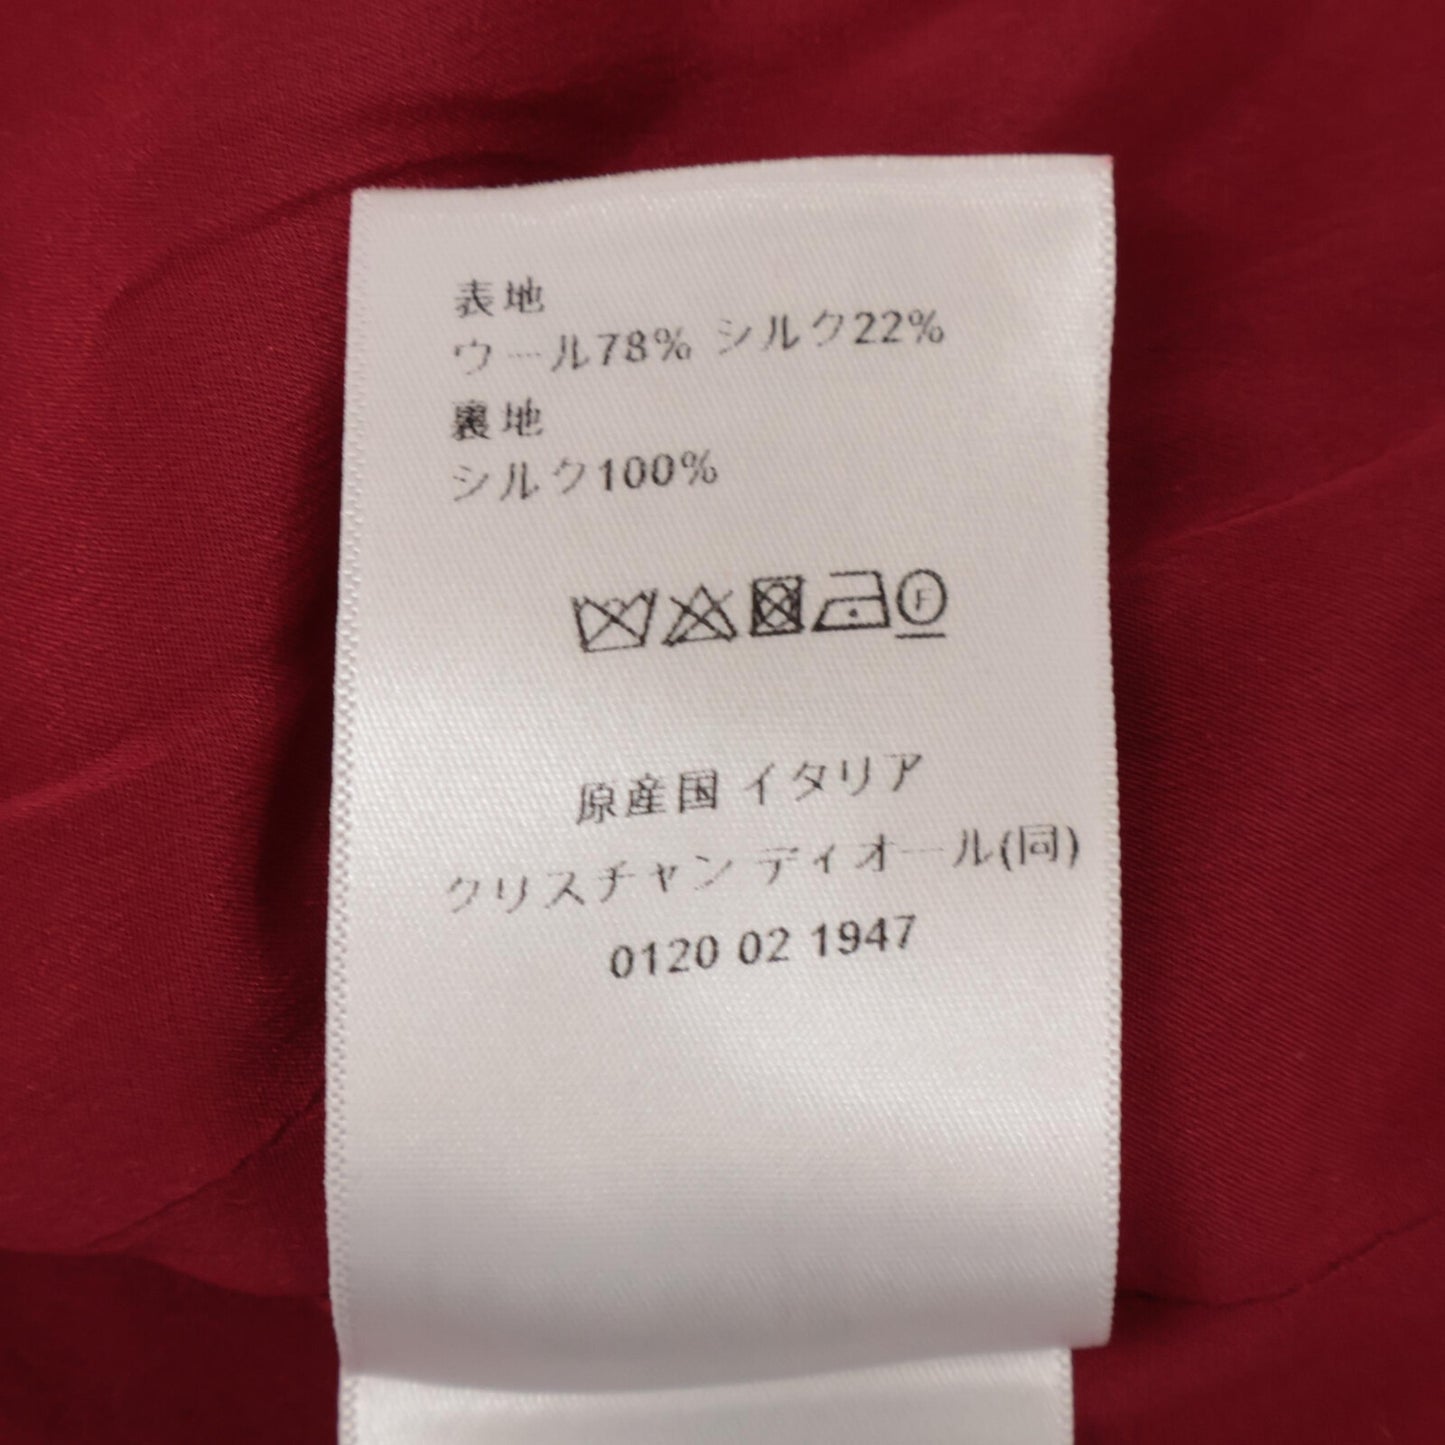 表地
ウール78% シルク22%
裏地
シルク100%
F
原産国 イタリア
クリスチャン ディオール(同)
0120 02 1947